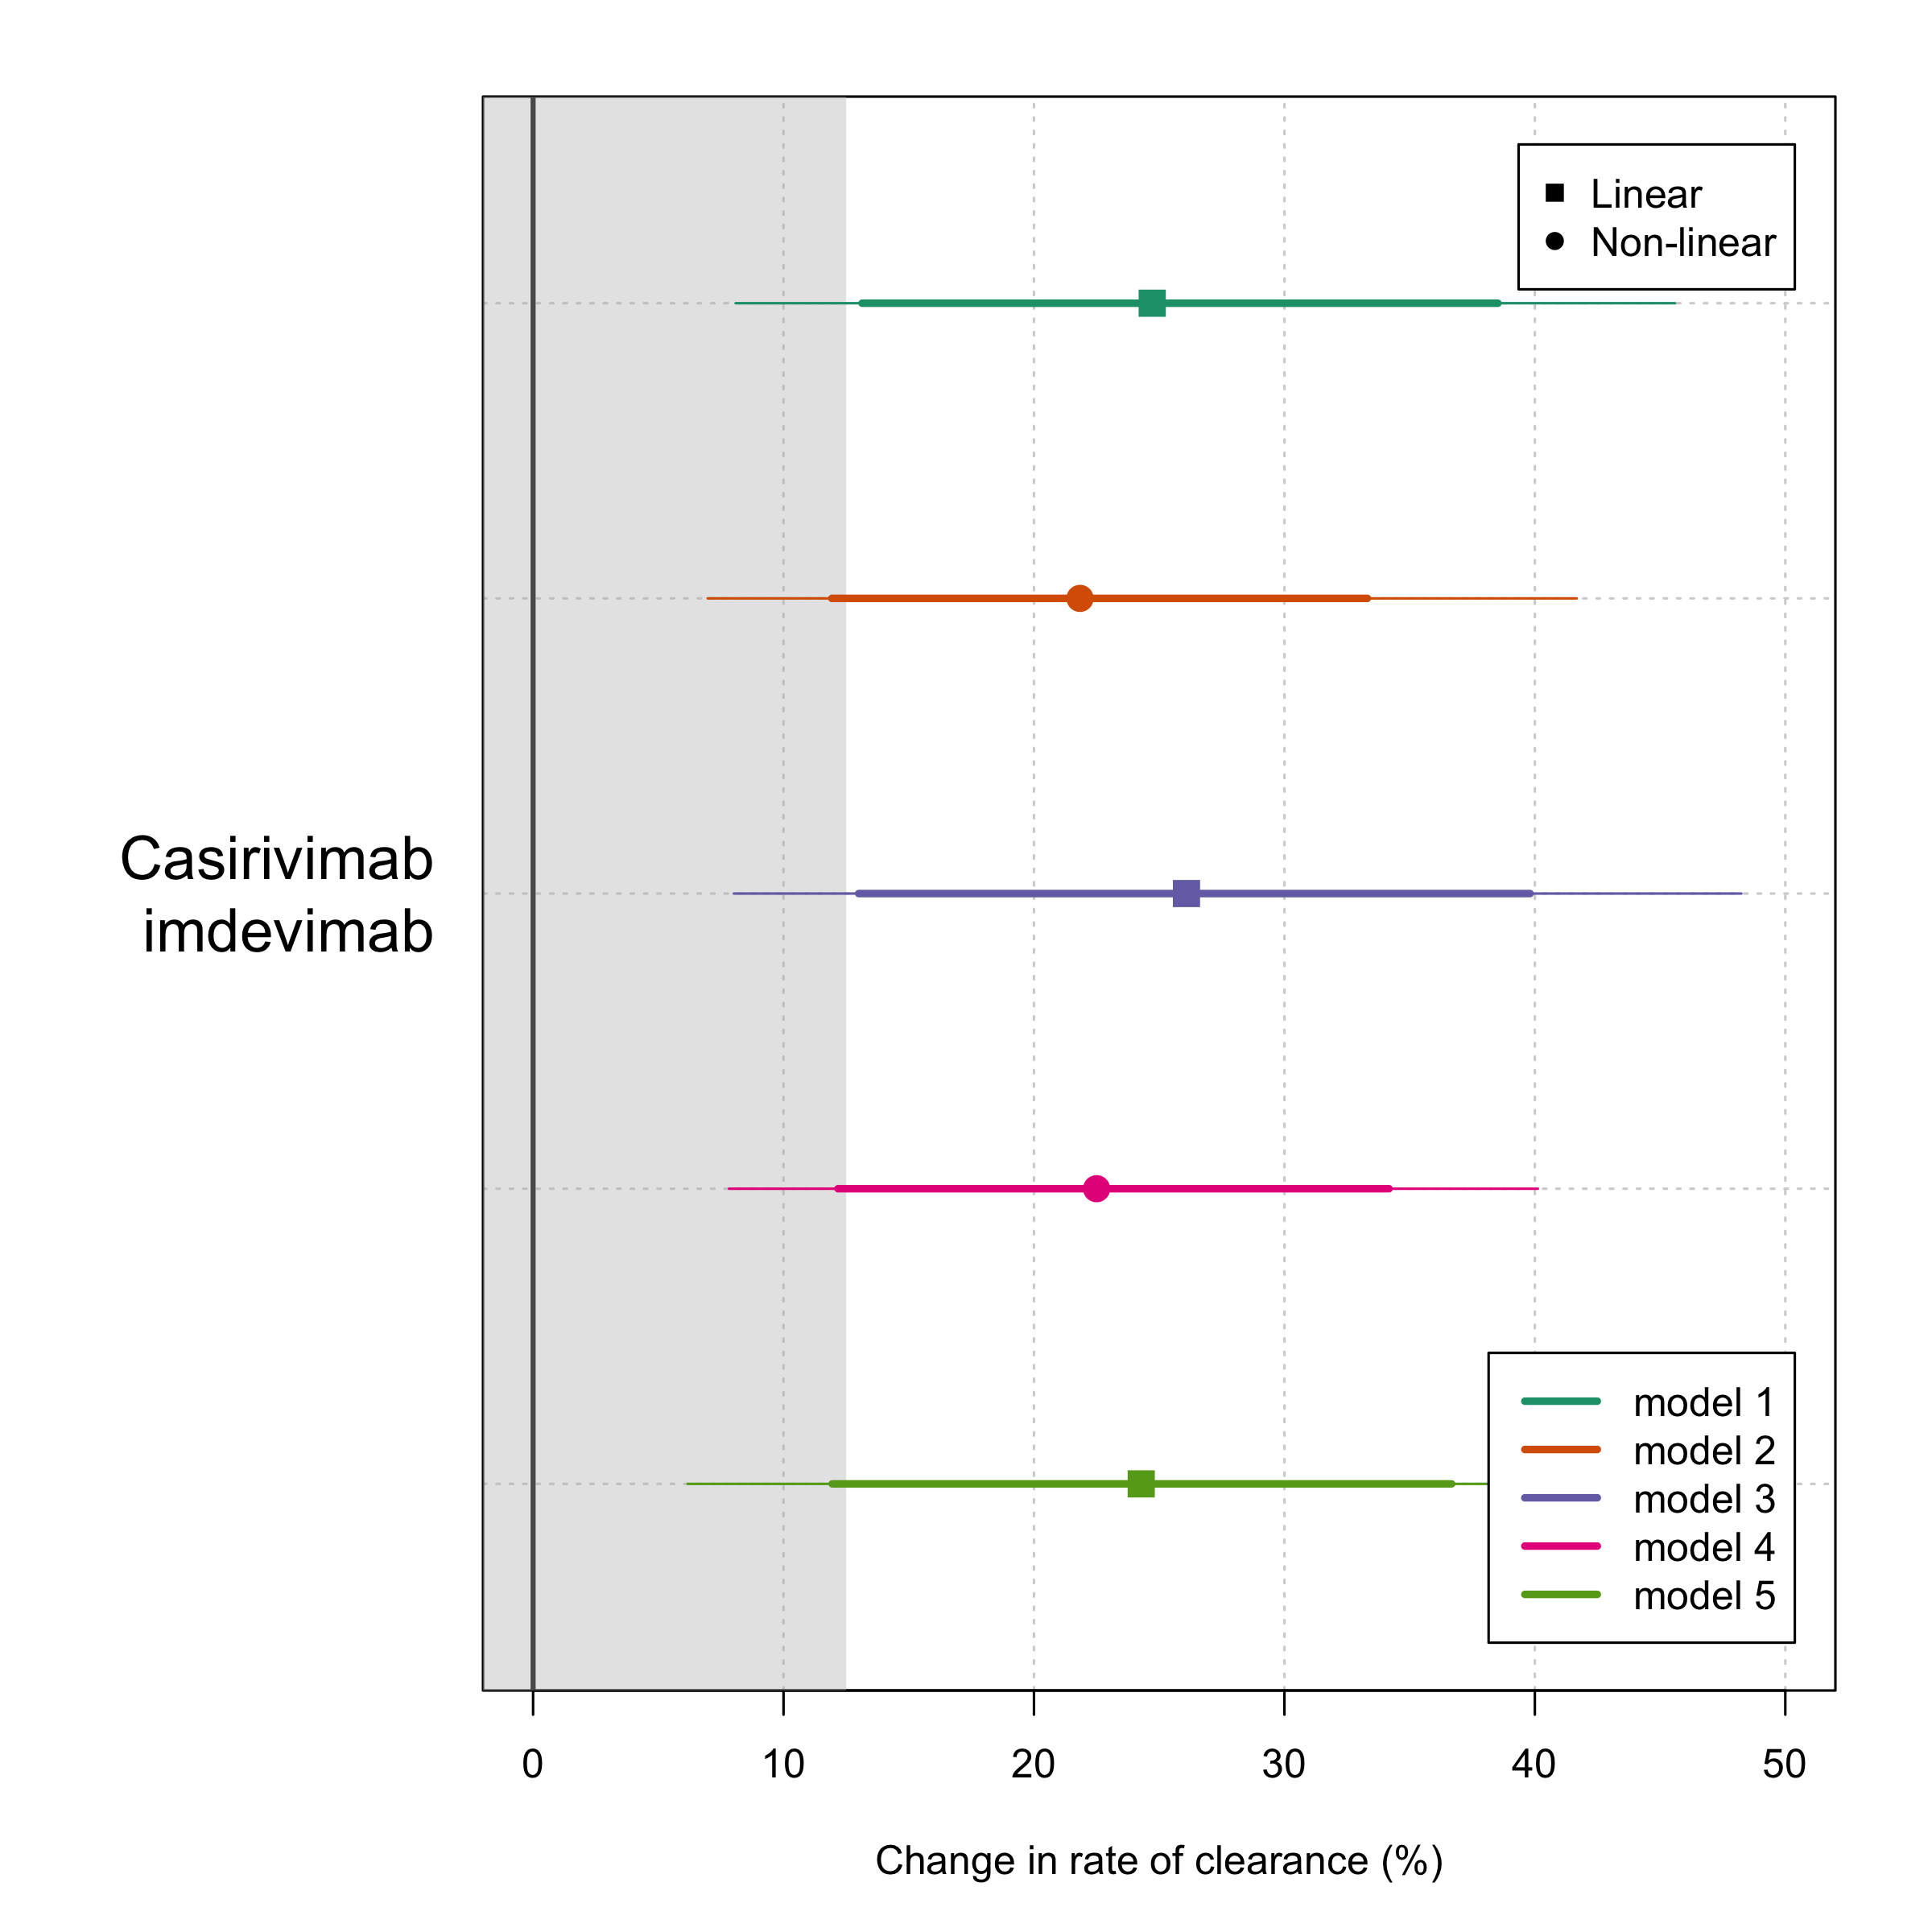 Linear
Non-linear
Casirivimab
imdevimab
model 1
model 2
model 3
model 4
model 5
0 10 20 30 40 50
Change in rate of clearance (%)